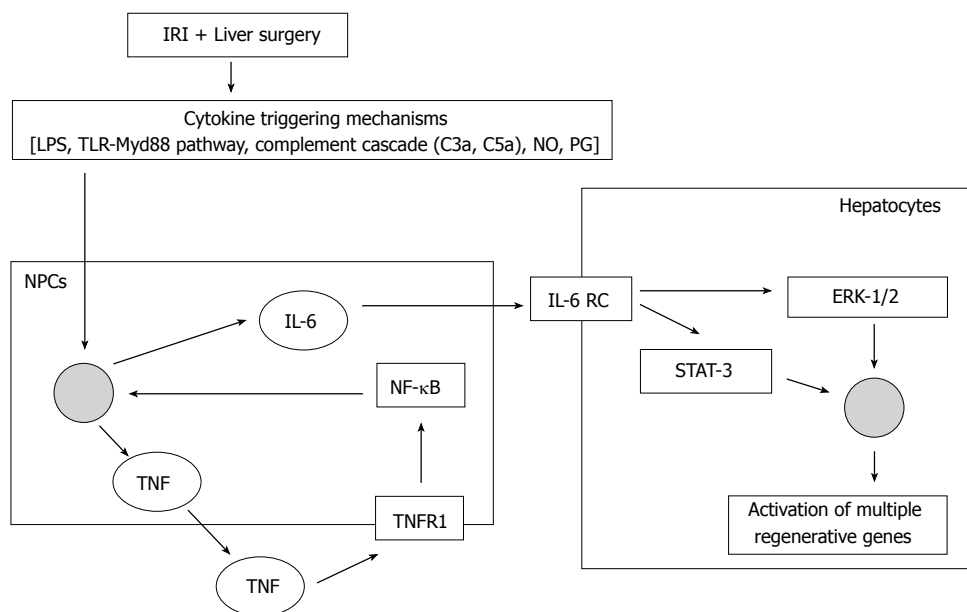 IRI + Liver surgery
Cytokine triggering mechanisms
[LPS, TLR-Myd88 pathway, complement cascade (C3a, C5a), NO, PG]
Hepatocytes
NPCs
IL-6
IL-6 RC
ERK-1/2
STAT-3
NF-κB
TNF
TNFR1
TNF
Activation of multiple
regenerative genes